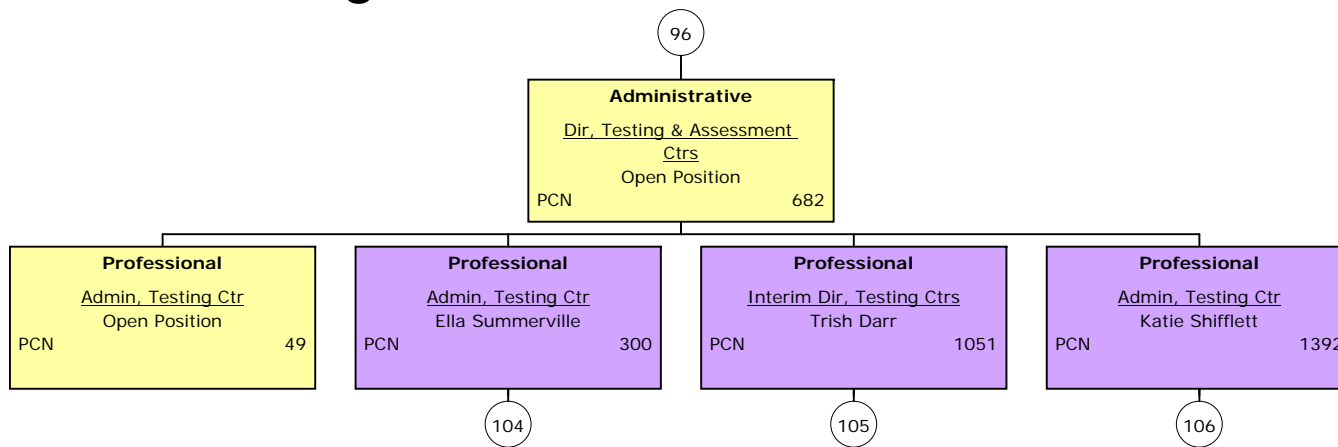 96
Administrative
Dir, Testing & Assessment
Ctrs
Open Position
PCN 682
Professional
Admin, Testing Ctr
Open Position
PCN 49
Professional
Admin, Testing Ctr
Ella Summerville
PCN 300
Professional
Interim Dir, Testing Ctrs
Trish Darr
PCN 1051
Professional
Admin, Testing Ctr
Katie Shifflett
PCN 1392
104
105
106